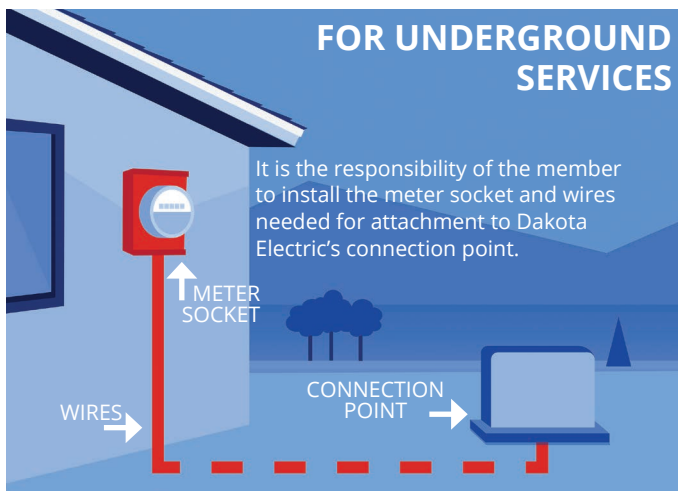 FOR UNDERGROUND
SERVICES
It is the responsibility of the member
to install the meter socket and wires
needed for attachment to Dakota
Electric’s connection point.
METER
SOCKET
CONNECTION
POINT
WIRES